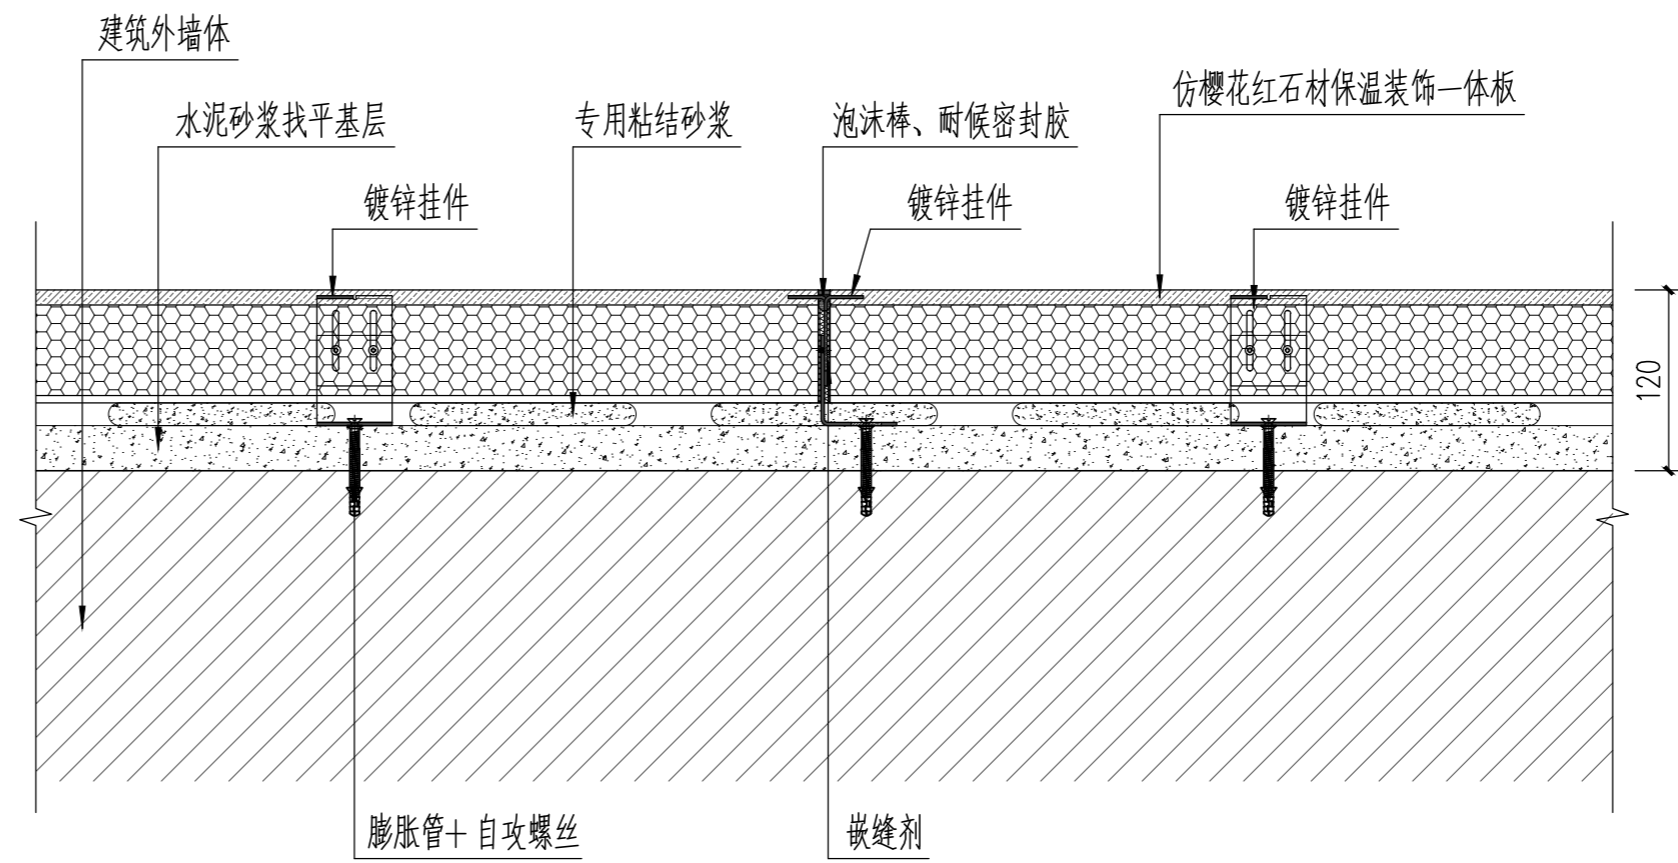 建筑外墙体
仿樱花红石材保温装饰一体板
水泥砂浆找平基层
专用粘结砂浆
泡沫棒、耐候密封胶
镀锌挂件
镀锌挂件
镀锌挂件
120
膨胀管+自攻螺丝
嵌缝剂